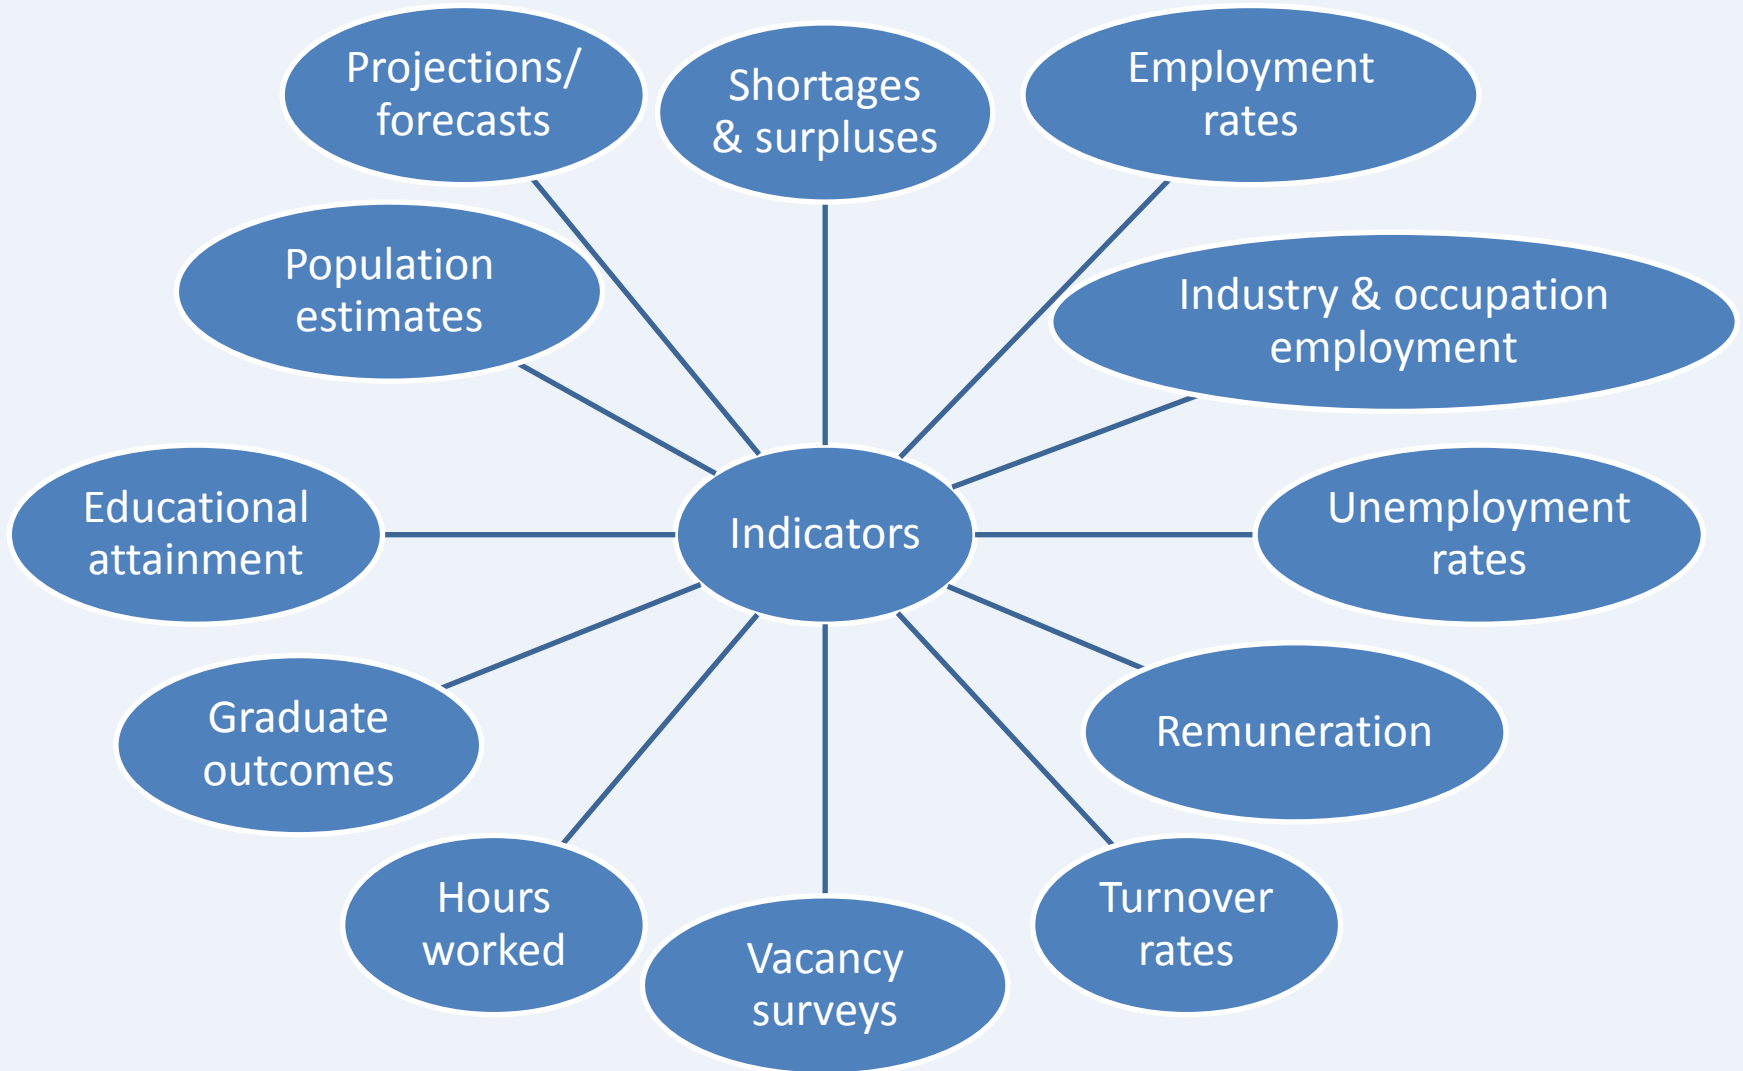 Projections/
forecasts
Shortages
& surpluses
Employment
rates
Population
estimates
Industry & occupation
employment
Educational
attainment
Indicators
Unemployment
rates
Graduate
outcomes
Remuneration
Hours
worked
Vacancy
surveys
Turnover
rates